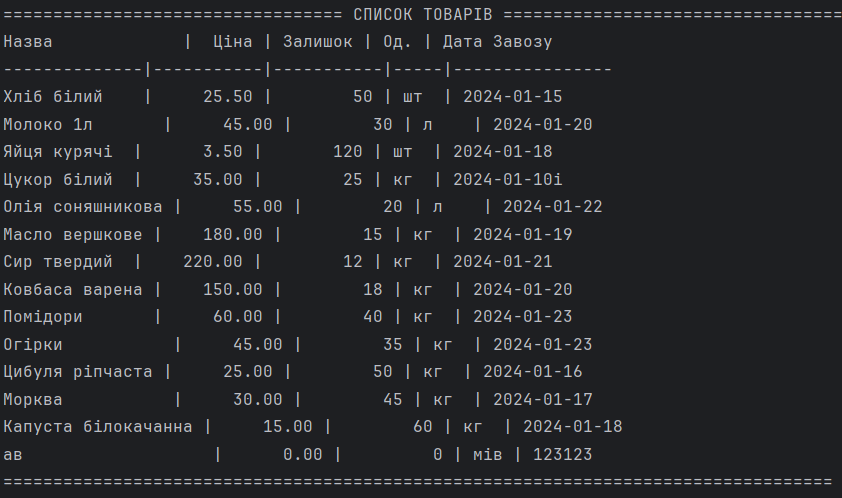 ================================== СПИСОК ТОВАРІВ ==================================
Назва             |  Ціна | Залишок | Од. | Дата Завозу
--------------|-----------|-----------|-----|----------------
Хліб білий    |     25.50 |        50 | шт  | 2024-01-15
Молоко 1л       |     45.00 |        30 | л    | 2024-01-20
Яйця курячі  |      3.50 |       120 | шт  | 2024-01-18
Цукор білий  |     35.00 |        25 | кг  | 2024-01-10і
Олія соняшникова |     55.00 |        20 | л    | 2024-01-22
Масло вершкове |    180.00 |        15 | кг  | 2024-01-19
Сир твердий  |    220.00 |        12 | кг  | 2024-01-21
Ковбаса варена |    150.00 |        18 | кг  | 2024-01-20
Помідори       |     60.00 |        40 | кг  | 2024-01-23
Огірки           |     45.00 |        35 | кг  | 2024-01-23
Цибуля ріпчаста |     25.00 |        50 | кг  | 2024-01-16
Морква           |     30.00 |        45 | кг  | 2024-01-17
Капуста білокачанна |     15.00 |        60 | кг  | 2024-01-18
ав                   |      0.00 |         0 | мів | 123123
===================================================================================